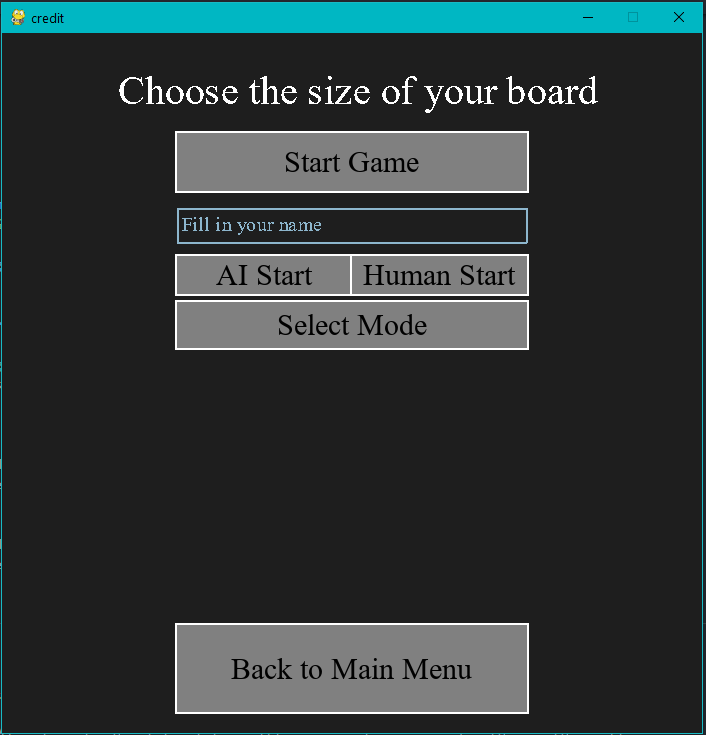 credit
Choose the size of your board
Start Game
Fill in your name
AI Start Human Start
Select Mode
Back to Main Menu